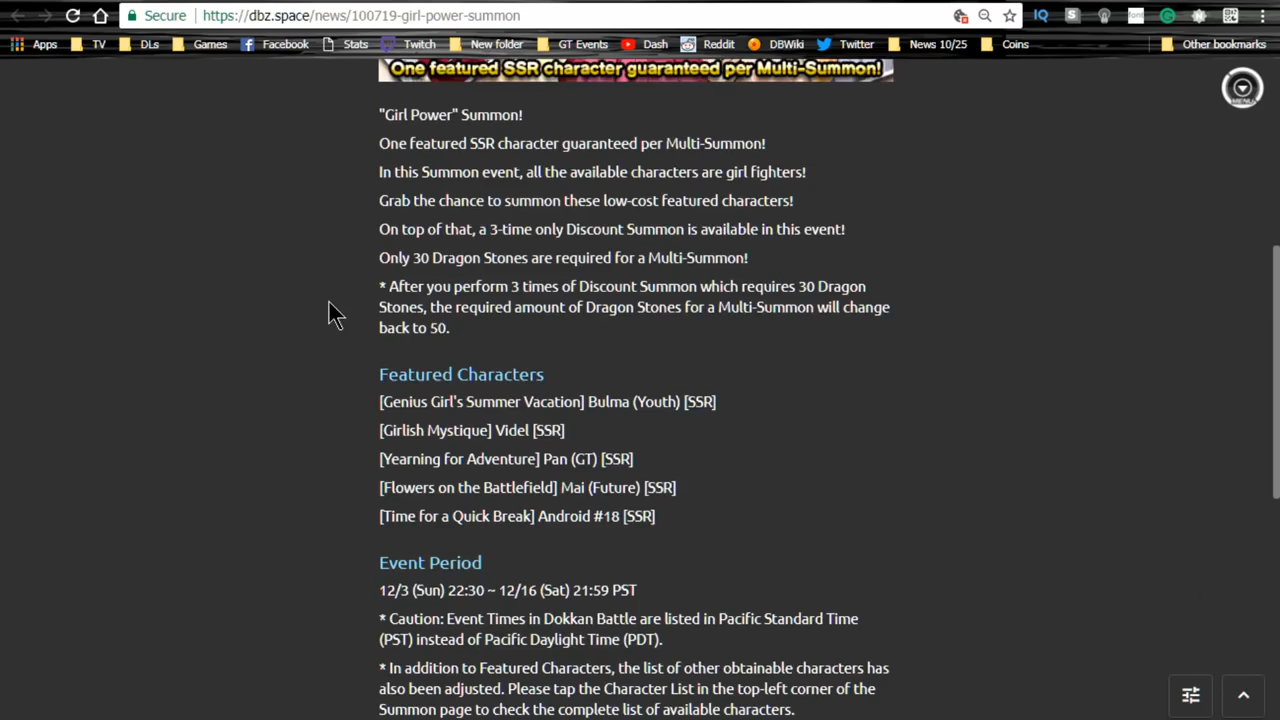 Secure https://dbz.space/news/100719-girl-power-summon IQ S
Apps TV DLs Games Facebook Stats Twitch New folder GT Events Dash Reddit DBWiki Twitter News 10/25 Coins Other bookmarks
One featured SSR character guaranteed per Multi-Summon!
MENU
"Girl Power" Summon!
One featured SSR character guaranteed per Multi-Summon!
In this Summon event, all the available characters are girl fighters!
Grab the chance to summon these low-cost featured characters!
On top of that, a 3-time only Discount Summon is available in this event!
Only 30 Dragon Stones are required for a Multi-Summon!
* After you perform 3 times of Discount Summon which requires 30 Dragon
Stones, the required amount of Dragon Stones for a Multi-Summon will change
back to 50.
Featured Characters
[Genius Girl's Summer Vacation] Bulma (Youth) [SSR]
[Girlish Mystique] Videl [SSR]
[Yearning for Adventure] Pan (GT) [SSR]
[Flowers on the Battlefield] Mai (Future) [SSR]
[Time for a Quick Break] Android #18 [SSR]
Event Period
12/3 (Sun) 22:30 ~ 12/16 (Sat) 21:59 PST
* Caution: Event Times in Dokkan Battle are listed in Pacific Standard Time
(PST) instead of Pacific Daylight Time (PDT).
* In addition to Featured Characters, the list of other obtainable characters has
also been adjusted. Please tap the Character List in the top-left corner of the
Summon page to check the complete list of available characters.